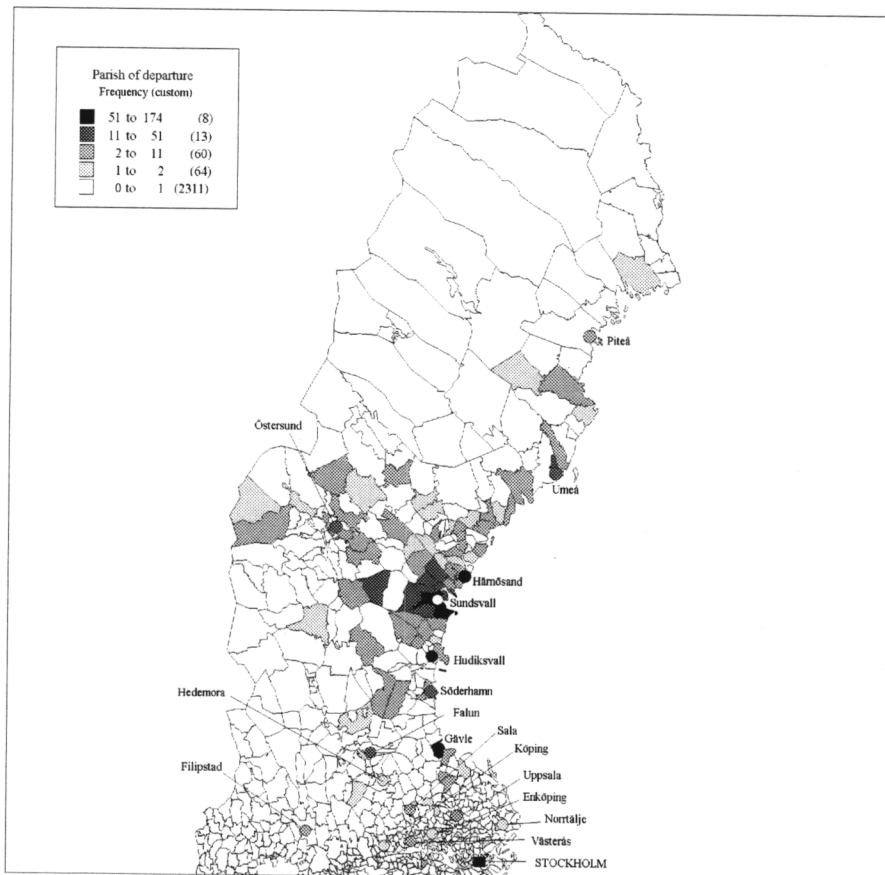 Parish of departure
Frequency (custom)
51 to 174 (8)
11 to 51 (13)
2 to 11 (60)
1 to 2 (64)
0 to 1 (2311)
Piteå
Östersund
Umeå
Härnösand
Sundsvall
Hudiksvall
Hedemora
Söderhamn
Falun
Gävle
Sala
Köping
Filipstad
Uppsala
Enköping
Norrtälje
Västerås
STOCKHOLM